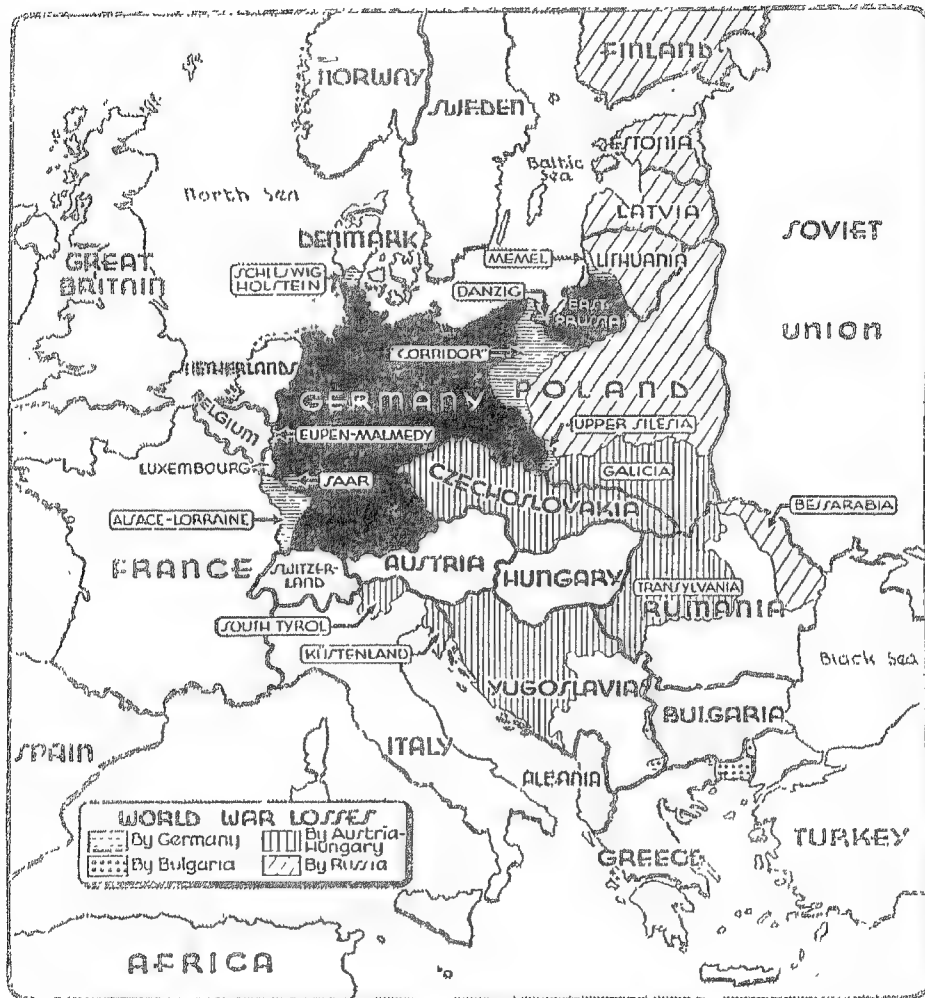 FINLAND
NORWAY
SWEDEN
ESTONIA
Baltic
Sea
North Sea
LATVIA
SOVIET
UNION
DENMARK
SW.
MEMEL
LITHUANIA
GREAT
BRITAIN
SCHLESWIG
HOLSTEIN
DANZIG
EAST
PRUSSIA
"CORRIDOR"
NETHERLANDS
GERMANY
POLAND
BELGIUM
EUPEN-MALMEDY
UPPER SILESIA
LUXEMBOURG
SAAR
GALICIA
CZECHOSLOVAKIA
BESSARABIA
ALSACE-LORRAINE
FRANCE
SWITZER-
LAND
AUSTRIA
HUNGARY
TRANSYLVANIA
RUMANIA
SOUTH TYROL
KÜSTENLAND
Black Sea
YUGOSLAVIA
BULGARIA
SPAIN
ITALY
ALBANIA
TURKEY
GREECE
WORLD WAR LOSSES
By Germany
By Austria-
Hungary
By Bulgaria
By Russia
AFRICA